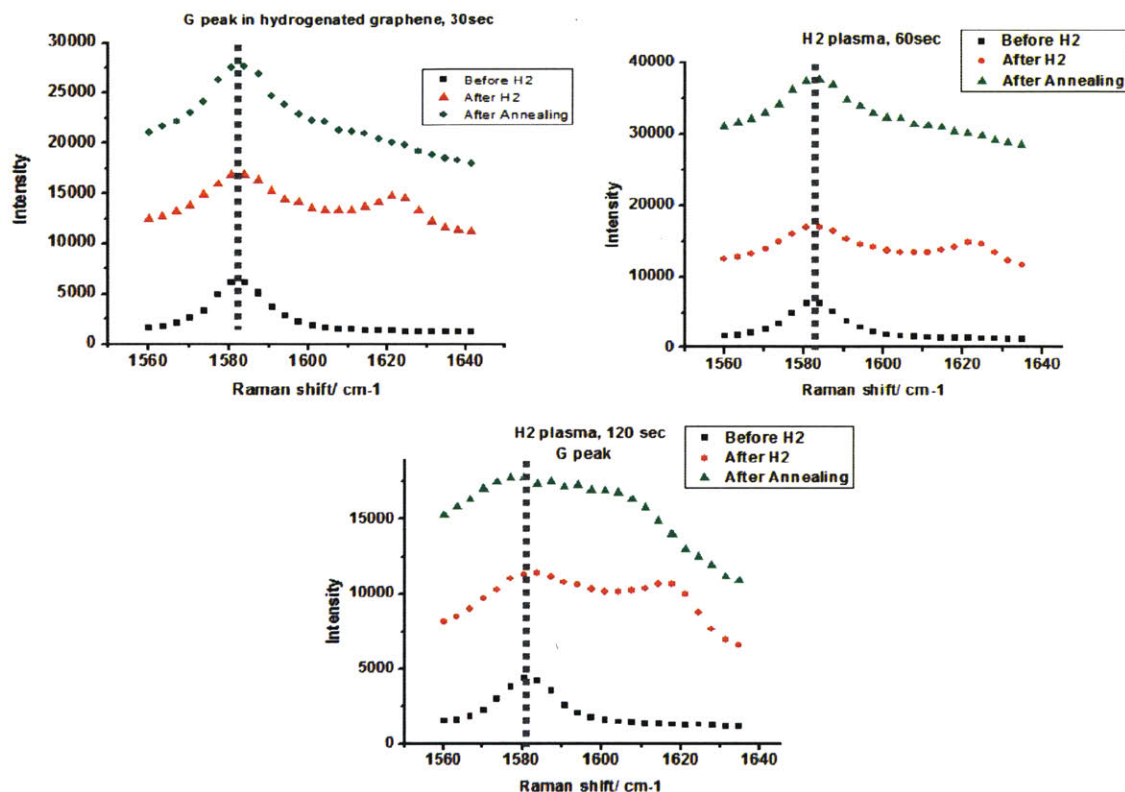 G peak in hydrogenated graphene, 30sec
30000
25000
20000
15000
10000
5000
0
Intensity
1560
1580
1600
1620
1640
Raman shift/ cm-1
Before H2
After H2
After Annealing
H2 plasma, 60sec
Before H2
After H2
After Annealing
40000
30000
20000
10000
0
Intensity
1560
1580
1600
1620
1640
Raman shift/ cm-1
H2 plasma, 120 sec
G peak
Before H2
After H2
After Annealing
15000
10000
5000
0
Intensity
1560
1580
1600
1620
1640
Raman shift/ cm-1